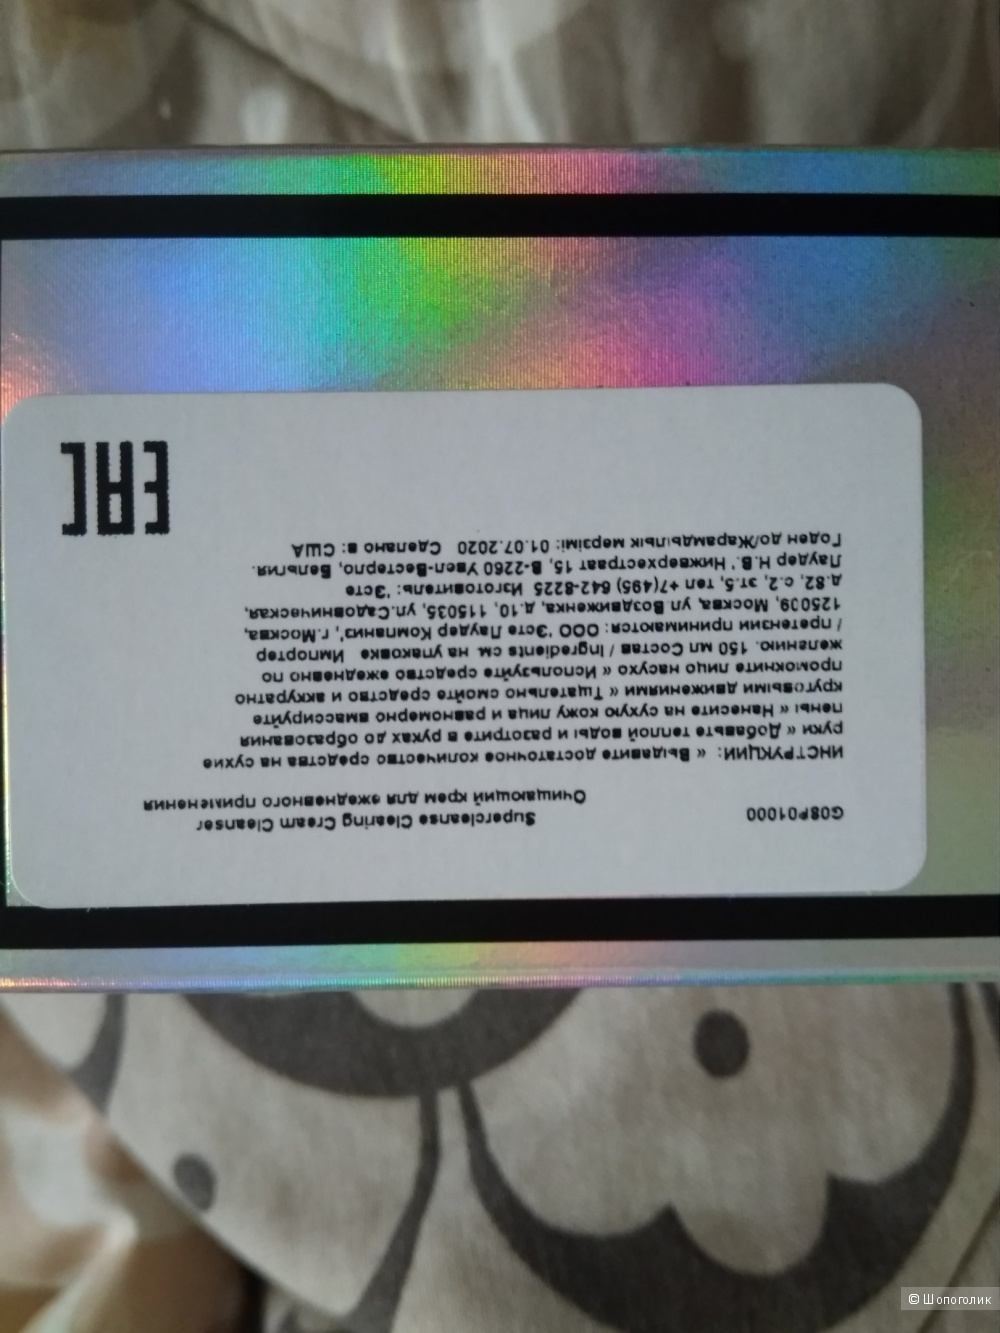 G08P01000
Supercleanse Clearing Cream Cleanser
Очищающий крем для ежедневного применения
ИНСТРУКЦИИ: « Выдавите достаточное количество средства на сухие
руки « Добавьте теплой воды и разотрите в руках до образования
пены « Нанесите на сухую кожу лица и равномерно вмассируйте
круговыми движениями « Тщательно смойте средство и аккуратно
промокните лицо насухо « Используйте средство ежедневно по
желанию. 150 мл Состав / Ingredients см. на упаковке Импортер
/ претензии принимаются: ООО 'Эсте Лаудер Компаниз', г.Москва,
125009, Москва, ул Воздвиженка, д.10, 115035, ул.Садовническая,
д.82, с.2, эт.5, тел +7(495) 642-8225 Изготовитель: 'Эсте
Лаудер Н.В.' Нижверхестраат 15, B-2260 Увел-Вестерло, Бельгия.
Годен до/Жарамдылык мерзiмi: 01.07.2020 Сделано в: США
EAC
© Шопоголик